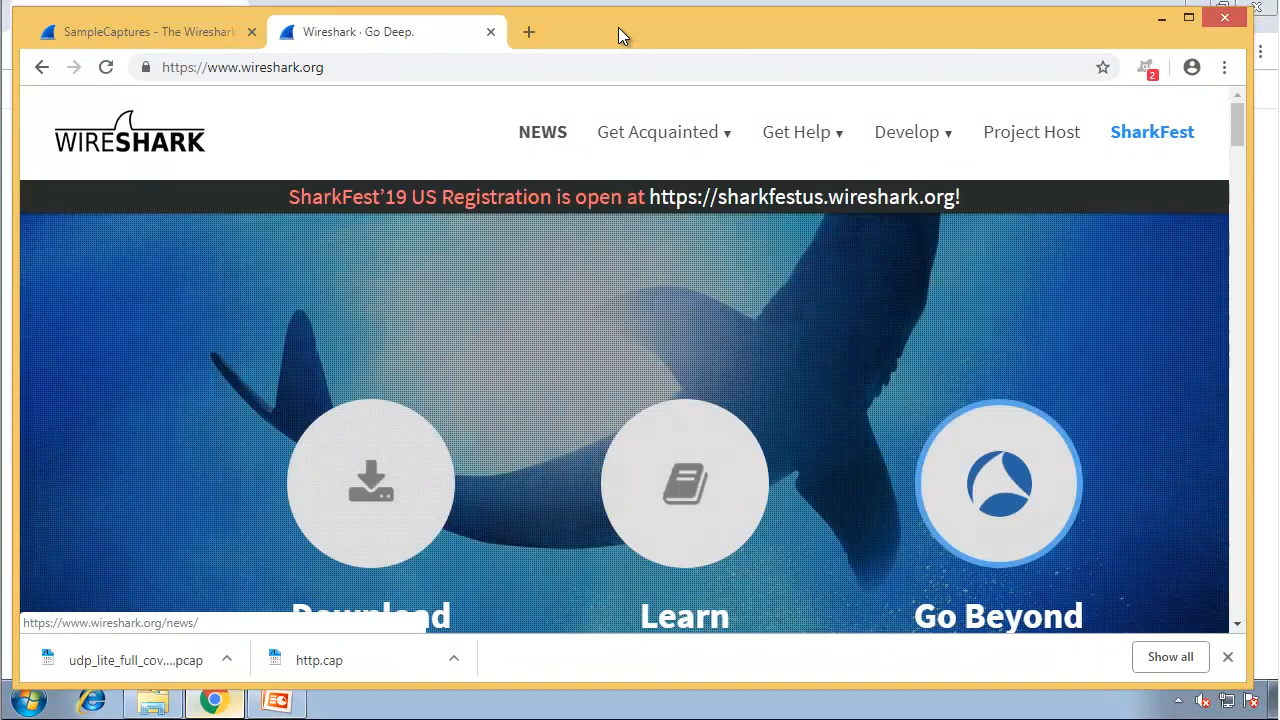 SampleCaptures - The Wireshark
Wireshark · Go Deep.
https://www.wireshark.org
2
WIRESHARK
NEWS
Get Acquainted ▾
Get Help ▾
Develop ▾
Project Host
SharkFest
SharkFest’19 US Registration is open at https://sharkfestus.wireshark.org!
Download
Learn
Go Beyond
https://www.wireshark.org/news/
udp_lite_full_cov....pcap
http.cap
Show all